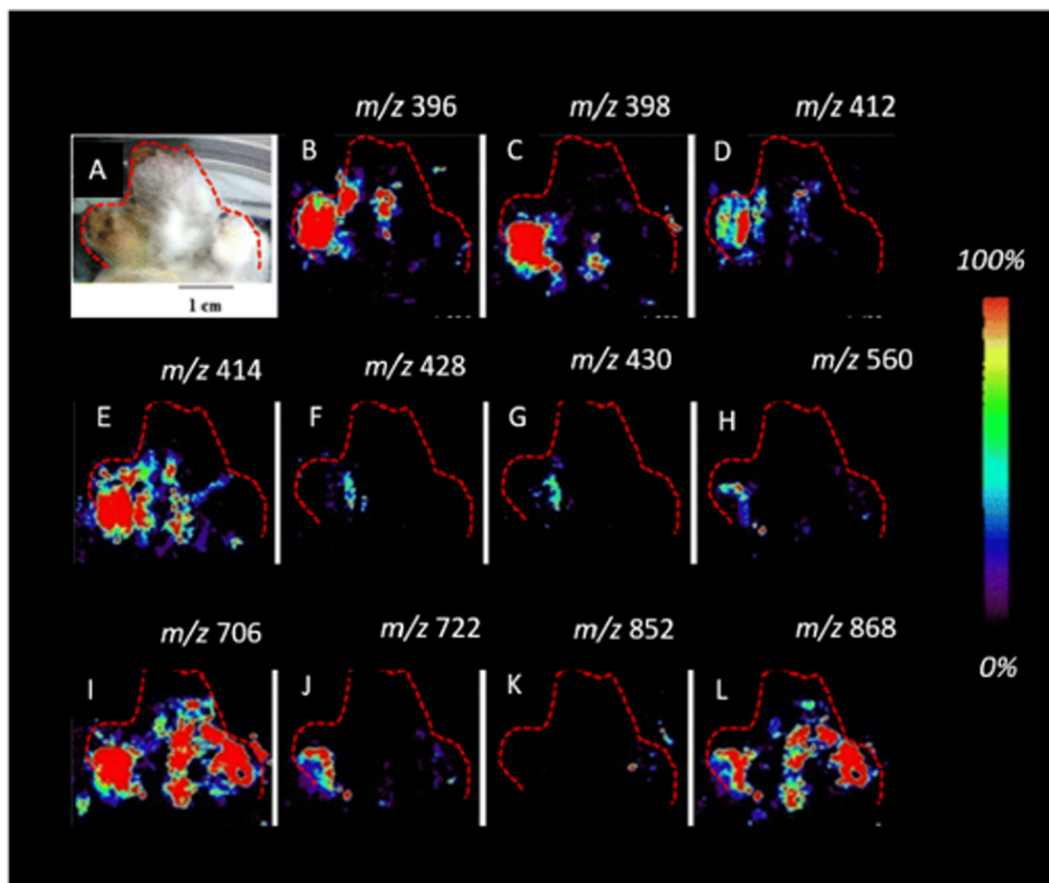 m/z 396 m/z 398 m/z 412
A B C D
1 cm
100%
m/z 414 m/z 428 m/z 430 m/z 560
E F G H
m/z 706 m/z 722 m/z 852 m/z 868
0%
I J K L